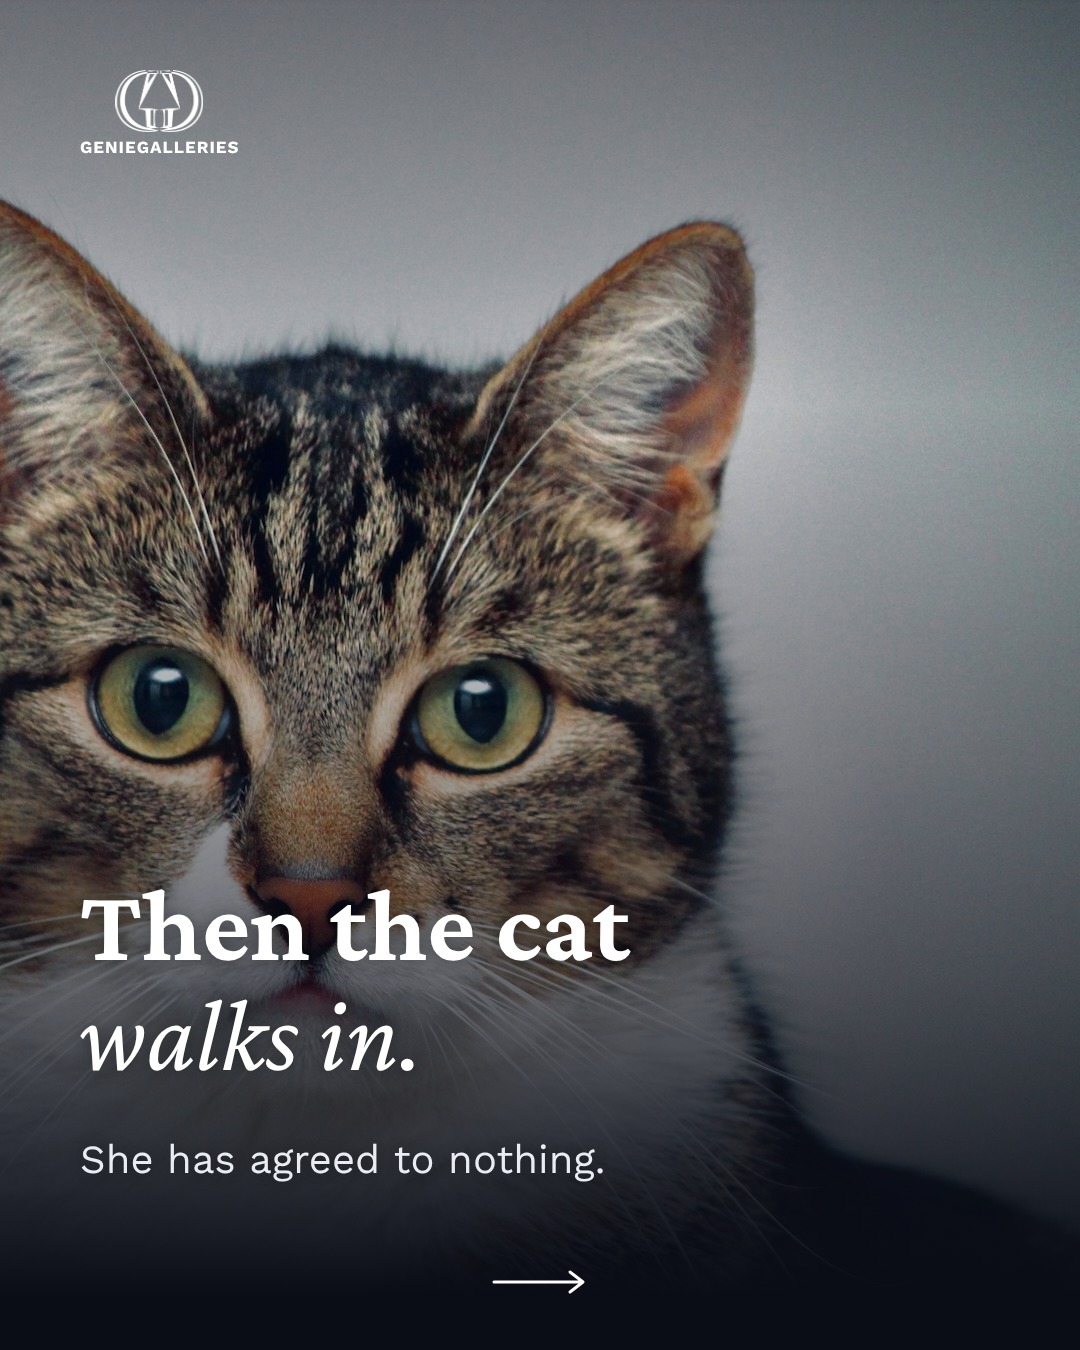 GENIEGALLERIES
Then the cat
walks in.
She has agreed to nothing.